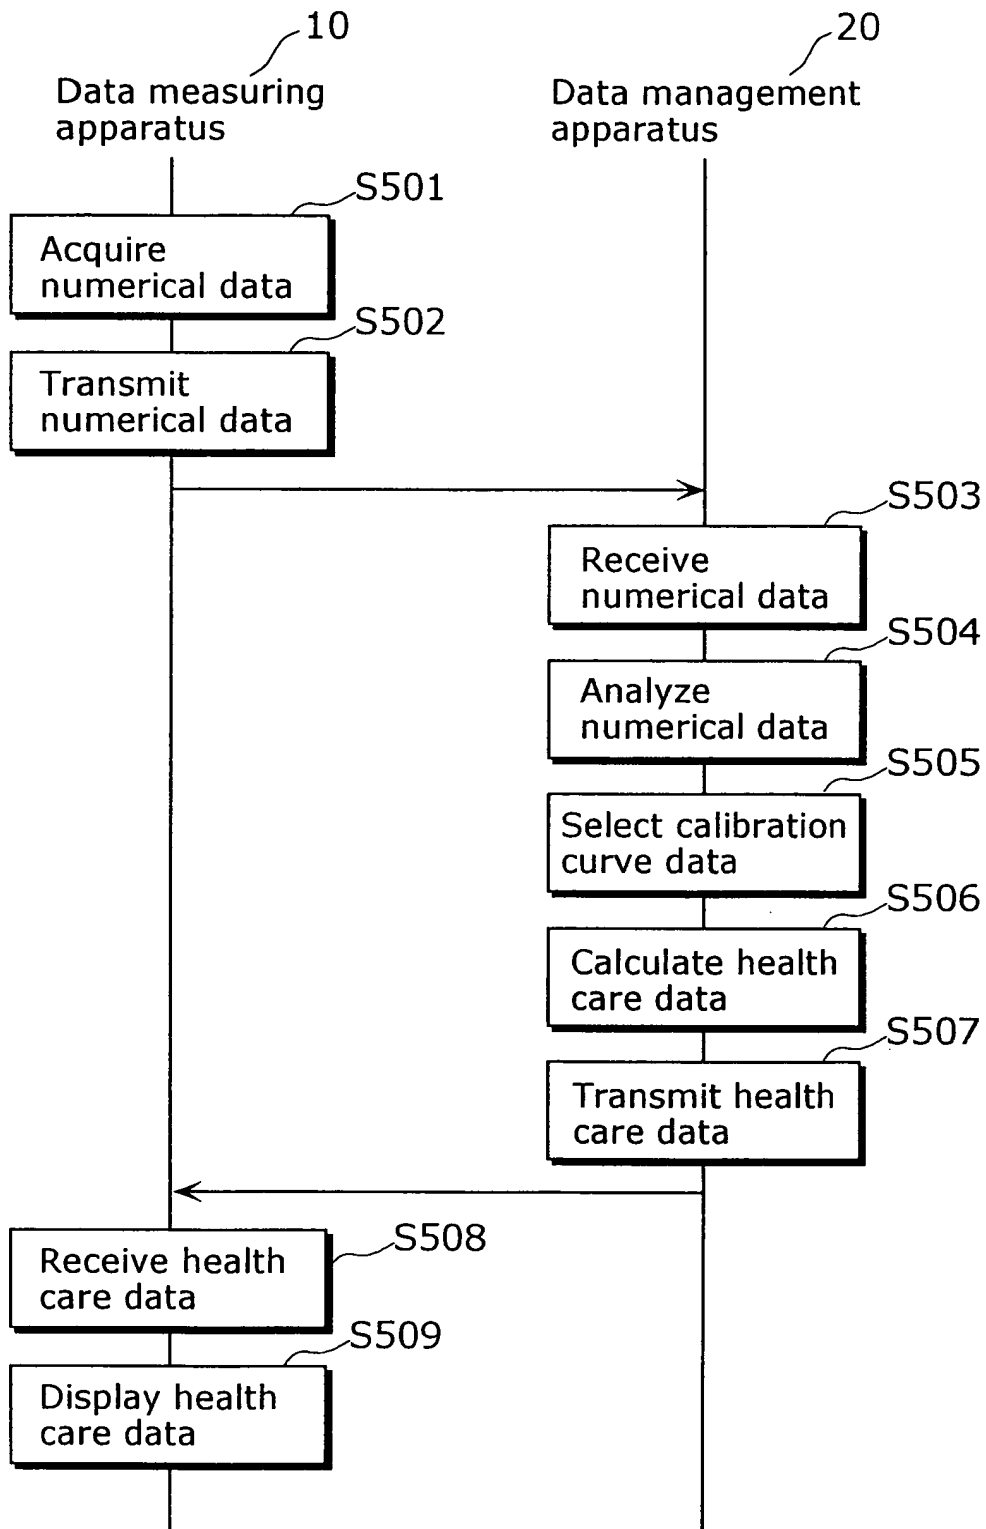 10
20
Data measuring
apparatus
Data management
apparatus
S501
Acquire
numerical data
S502
Transmit
numerical data
S503
Receive
numerical data
S504
Analyze
numerical data
S505
Select calibration
curve data
S506
Calculate health
care data
S507
Transmit health
care data
S508
Receive health
care data
S509
Display health
care data